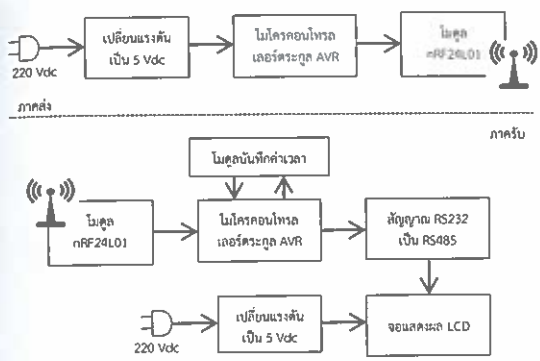 เปลี่ยนแรงดัน
เป็น 5 Vdc
ไมโครคอนโทรล
เลอร์ตระกูล AVR
โมดูล
nRF24L01
220 Vdc
ภาคส่ง
ภาครับ
โมดูลบันทึกค่าเวลา
โมดูล
nRF24L01
ไมโครคอนโทรล
เลอร์ตระกูล AVR
สัญญาณ RS232
เป็น RS485
เปลี่ยนแรงดัน
เป็น 5 Vdc
จอแสดงผล LCD
220 Vdc